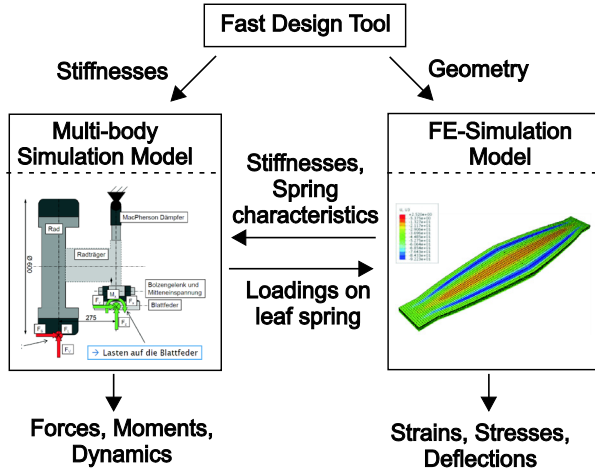 Fast Design Tool
Stiffnesses
Geometry
Multi-body
Simulation Model
FE-Simulation
Model
Stiffnesses,
Spring
characteristics
Loadings on
leaf spring
MacPherson Dämpfer
Rad
Radträger
Ø 600
Bolzengelenk und
Mitteneinspannung
Blattfeder
275
→ Lasten auf die Blattfeder
Forces, Moments,
Dynamics
Strains, Stresses,
Deflections